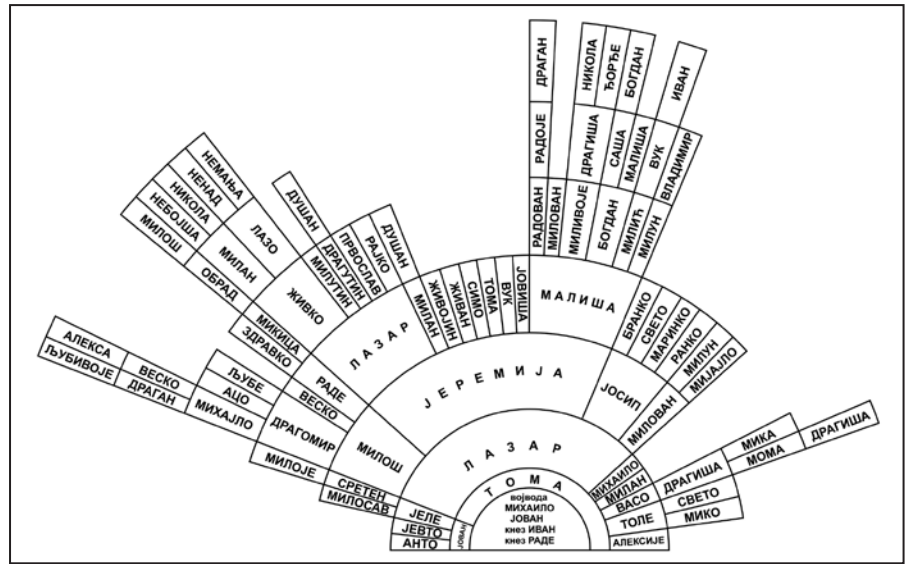 ДРАГАН
НИКОЛА
ЂОРЂЕ
БОГДАН
ИВАН
РАДОЈЕ
ДРАГИША
САША
МАЛИША
ВУК
ВЛАДИМИР
РАДОВАН
МИЛОВАН
МИЛИВОЈЕ
БОГДАН
МИЛИЋ
МИЛУН
НЕМАЊА
НЕНАД
НИКОЛА
НЕБОЈША
МИЛОШ
ЛАЗО
МИЛАН
ОБРАД
ДУШАН
МИЛУТИН
ДРАГУТИН
ПРВОСЛАВ
РАЈКО
ДУШАН
ЖИВКО
МИКИЦА
ЗДРАВКО
ЛАЗАР
МИЛАН
ЖИВОЈИН
ЖИВАН
СИМО
ТОМА
ВУК
ЈОВИША
МАЛИША
БРАНКО
СВЕТО
МАРИНКО
РАНКО
МИЛУН
МИЈАЈЛО
АЛЕКСА
ЉУБИВОЈЕ
ВЕСКО
ДРАГАН
МИХАЈЛО
ЉУБЕ
АЦО
ВЕСКО
РАДЕ
ДРАГОМИР
МИЛОЈЕ
МИЛОШ
ЈЕРЕМИЈА
ЈОСИП
МИЛОВАН
СРЕТЕН
МИЛОСАВ
ЛАЗАР
МИХАИЛО
МИЛАН
ВАСО
ДРАГИША
МИКА
МОМА
ДРАГИША
ТОЛЕ
СВЕТО
МИКО
АЛЕКСИЈЕ
ЈЕЛЕ
ЈЕВТО
АНТО
ТОМА
ЈОВАН
војвода
МИХАИЛО
ЈОВАН
кнез ИВАН
кнез РАДЕ